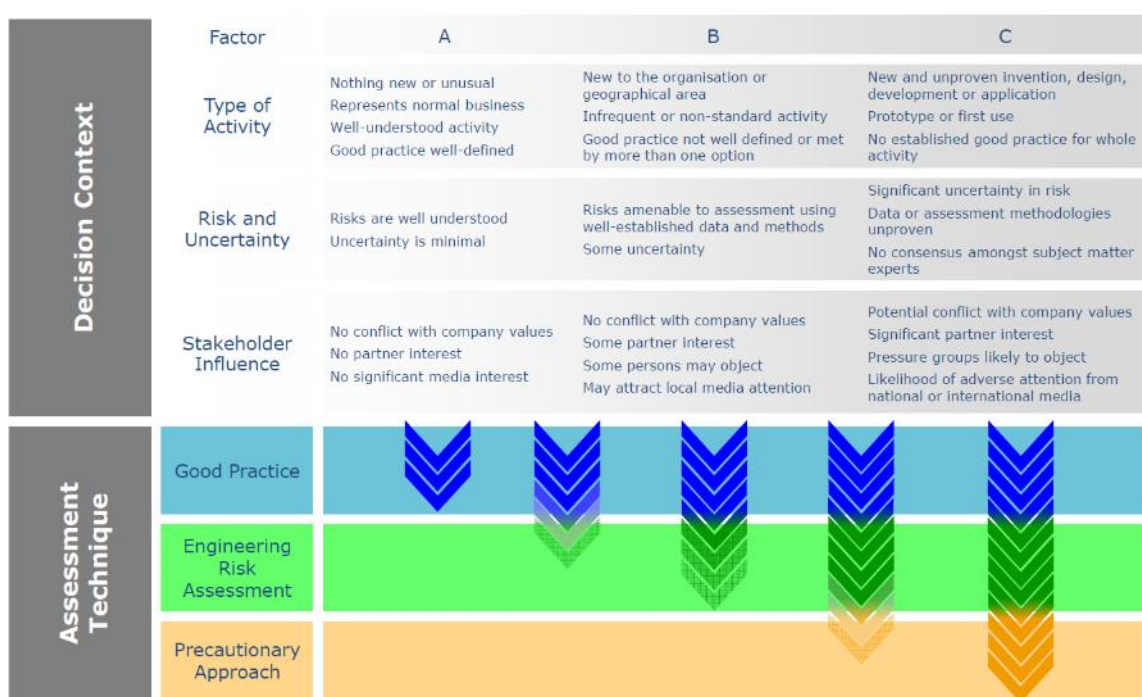 Decision Context
Factor
A
B
C
Type of
Activity
Nothing new or unusual
Represents normal business
Well-understood activity
Good practice well-defined
New to the organisation or
geographical area
Infrequent or non-standard activity
Good practice not well defined or met
by more than one option
New and unproven invention, design,
development or application
Prototype or first use
No established good practice for whole
activity
Risk and
Uncertainty
Risks are well understood
Uncertainty is minimal
Risks amenable to assessment using
well-established data and methods
Some uncertainty
Significant uncertainty in risk
Data or assessment methodologies
unproven
No consensus amongst subject matter
experts
Stakeholder
Influence
No conflict with company values
No partner interest
No significant media interest
No conflict with company values
Some partner interest
Some persons may object
May attract local media attention
Potential conflict with company values
Significant partner interest
Pressure groups likely to object
Likelihood of adverse attention from
national or international media
Assessment
Technique
Good Practice
Engineering
Risk
Assessment
Precautionary
Approach